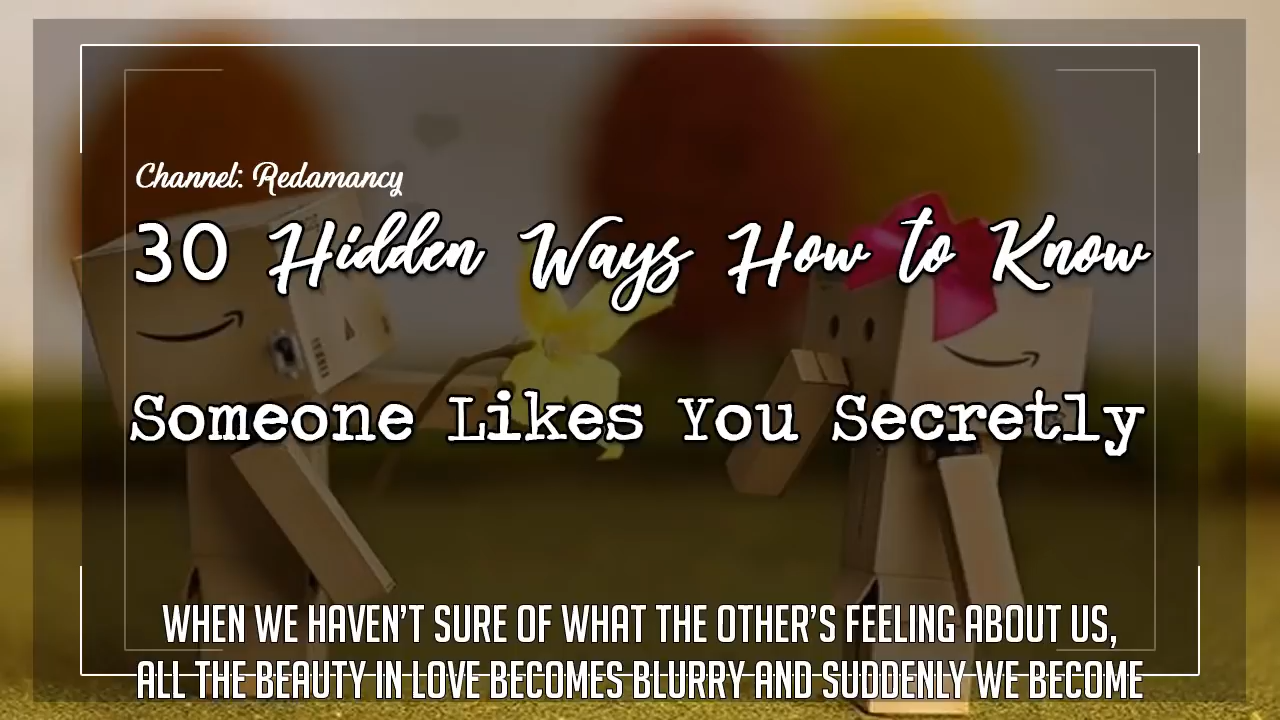 Channel: Redamancy
30 Hidden Ways How to Know
Someone Likes You Secretly
WHEN WE HAVEN'T SURE OF WHAT THE OTHER'S FEELING ABOUT US,
ALL THE BEAUTY IN LOVE BECOMES BLURRY AND SUDDENLY WE BECOME